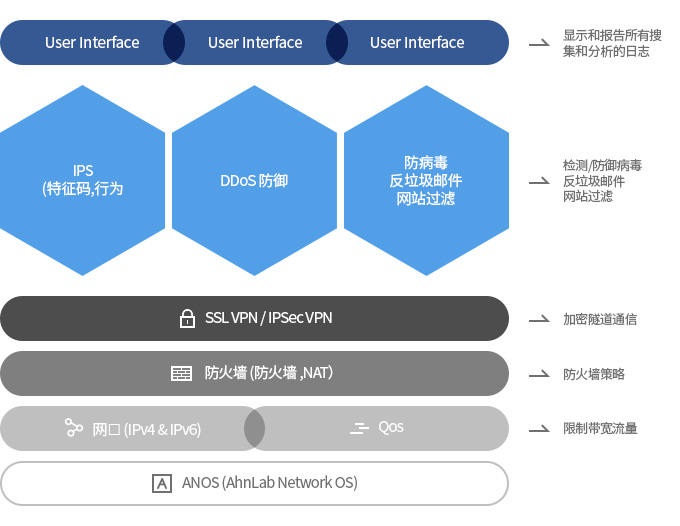 User Interface
User Interface
User Interface
显示和报告所有搜
集和分析的日志
IPS
(特征码,行为
DDoS 防御
防病毒
反垃圾邮件
网站过滤
检测/防御病毒
反垃圾邮件
网站过滤
SSL VPN / IPSec VPN
加密隧道通信
防火墙 (防火墙 ,NAT)
防火墙策略
网口 (IPv4 & IPv6)
Qos
限制带宽流量
ANOS (AhnLab Network OS)